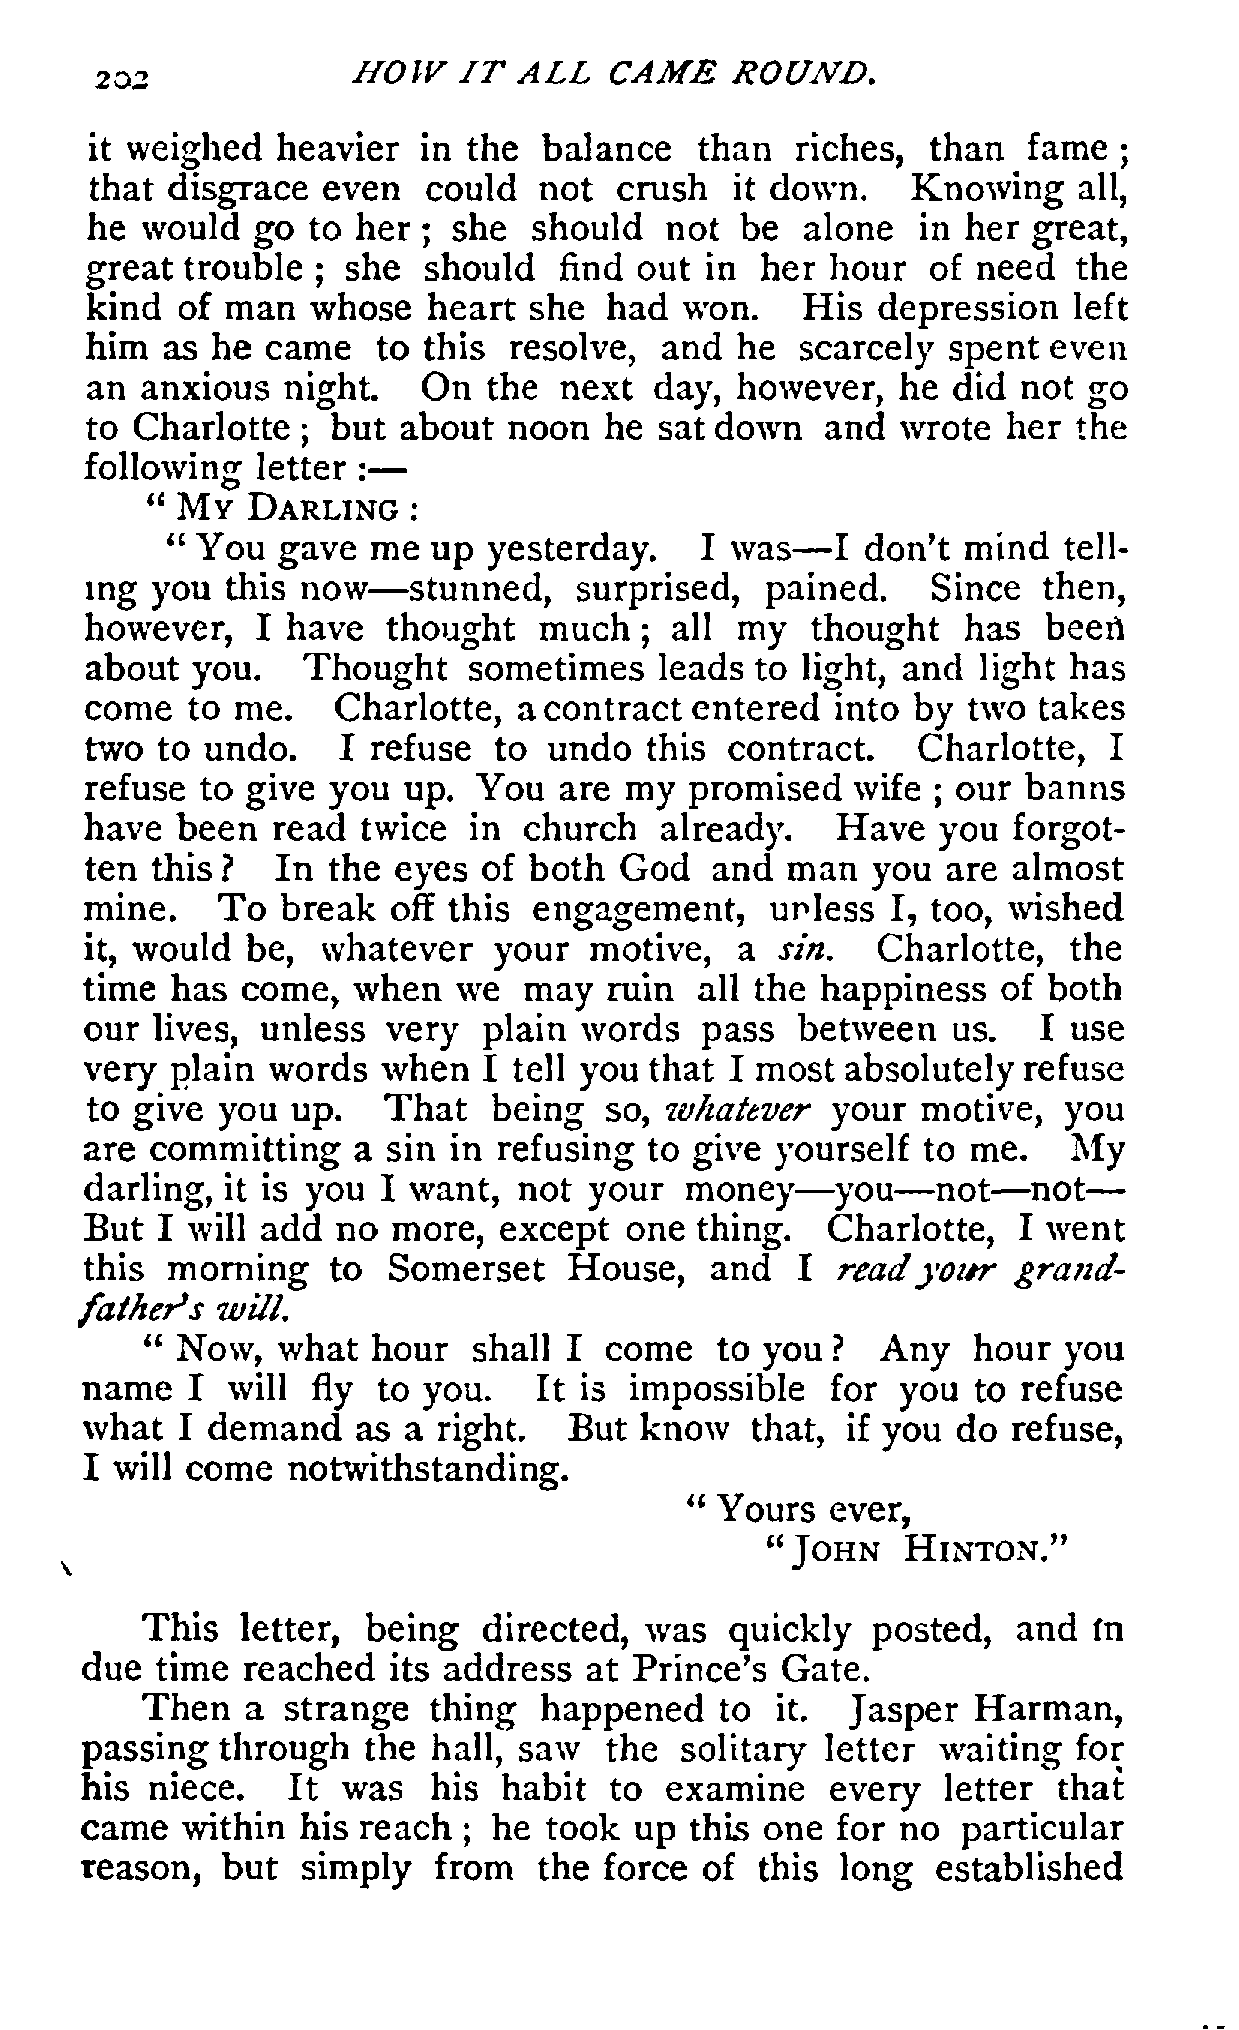 202 HOW IT ALL CAME ROUND.
it weighed heavier in the balance than riches, than fame ;
that disgrace even could not crush it down. Knowing all,
he would go to her ; she should not be alone in her great,
great trouble ; she should find out in her hour of need the
kind of man whose heart she had won. His depression left
him as he came to this resolve, and he scarcely spent even
an anxious night. On the next day, however, he did not go
to Charlotte ; but about noon he sat down and wrote her the
following letter :—
“ MY DARLING :
“ You gave me up yesterday. I was—I don't mind tell-
ing you this now—stunned, surprised, pained. Since then,
however, I have thought much ; all my thought has been
about you. Thought sometimes leads to light, and light has
come to me. Charlotte, a contract entered into by two takes
two to undo. I refuse to undo this contract. Charlotte, I
refuse to give you up. You are my promised wife ; our banns
have been read twice in church already. Have you forgot-
ten this ? In the eyes of both God and man you are almost
mine. To break off this engagement, unless I, too, wished
it, would be, whatever your motive, a sin. Charlotte, the
time has come, when we may ruin all the happiness of both
our lives, unless very plain words pass between us. I use
very plain words when I tell you that I most absolutely refuse
to give you up. That being so, whatever your motive, you
are committing a sin in refusing to give yourself to me. My
darling, it is you I want, not your money—you—not—not—
But I will add no more, except one thing. Charlotte, I went
this morning to Somerset House, and I read your grand-
father's will.
“ Now, what hour shall I come to you ? Any hour you
name I will fly to you. It is impossible for you to refuse
what I demand as a right. But know that, if you do refuse,
I will come notwithstanding.
“ Yours ever,
“ JOHN HINTON.”
This letter, being directed, was quickly posted, and in
due time reached its address at Prince's Gate.
Then a strange thing happened to it. Jasper Harman,
passing through the hall, saw the solitary letter waiting for
his niece. It was his habit to examine every letter that
came within his reach ; he took up this one for no particular
reason, but simply from the force of this long established